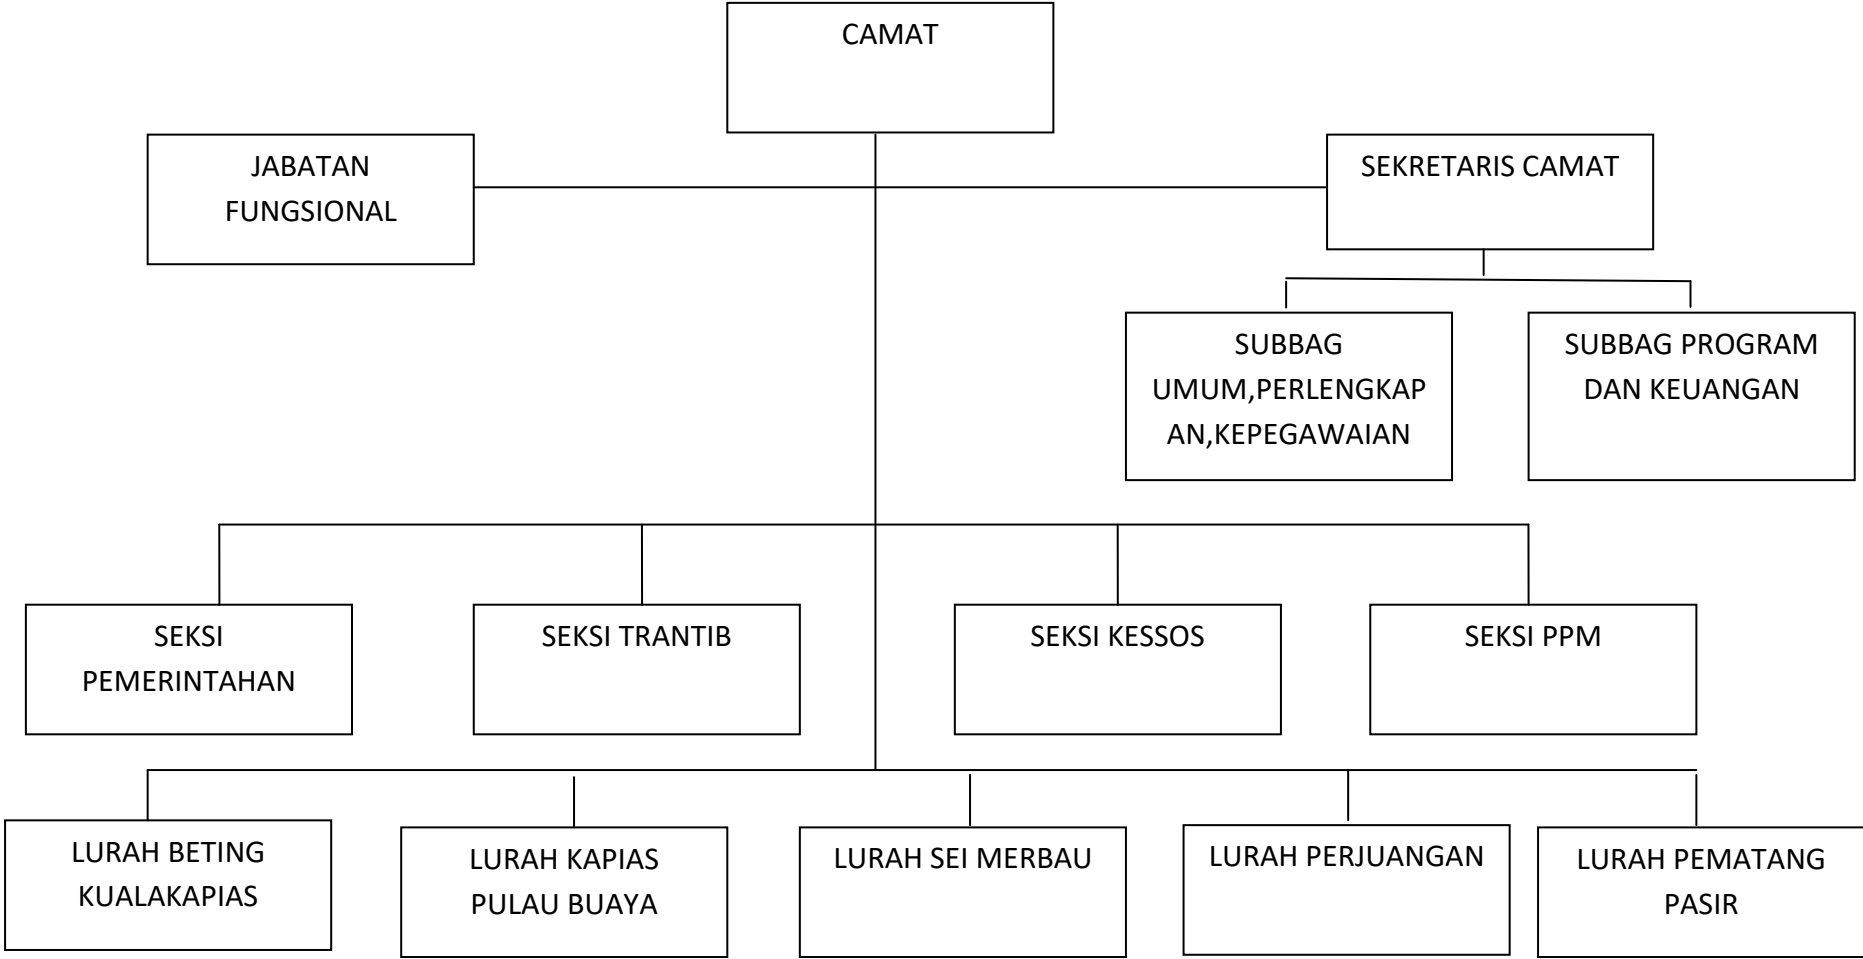 CAMAT
JABATAN
FUNGSIONAL
SEKRETARIS CAMAT
SUBBAG
UMUM,PERLENGKAP
AN,KEPEGAWAIAN
SUBBAG PROGRAM
DAN KEUANGAN
SEKSI
PEMERINTAHAN
SEKSI TRANTIB
SEKSI KESSOS
SEKSI PPM
LURAH BETING
KUALAKAPIAS
LURAH KAPIAS
PULAU BUAYA
LURAH SEI MERBAU
LURAH PERJUANGAN
LURAH PEMATANG
PASIR